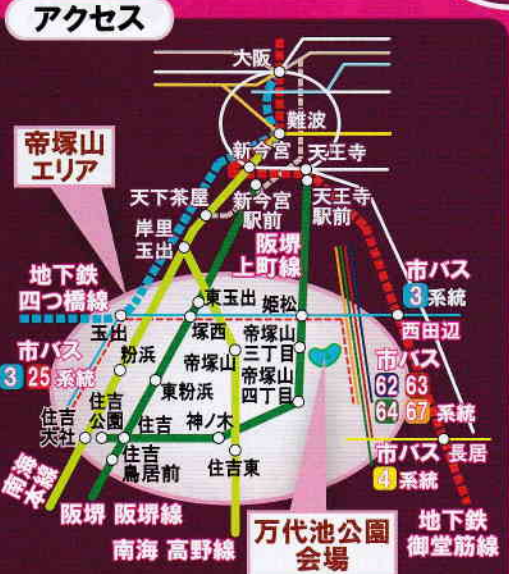 アクセス
大阪
難波
新今宮
天王寺
帝塚山
エリア
天下茶屋
新今宮
駅前
天王寺
駅前
岸里
玉出
阪堺
上町線
地下鉄
四つ橋線
市バス
3系統
東玉出
姫松
玉出
塚西
帝塚山
三丁目
西田辺
市バス
3 25 系統
粉浜
帝塚山
帝塚山
四丁目
市バス
62 63
64 67 系統
東粉浜
住吉
公園
住吉
大社
住吉
神ノ木
住吉
鳥居前
住吉東
市バス
4系統
長居
南海
本線
阪堺 阪堺線
南海 高野線
万代池公園
会場
地下鉄
御堂筋線